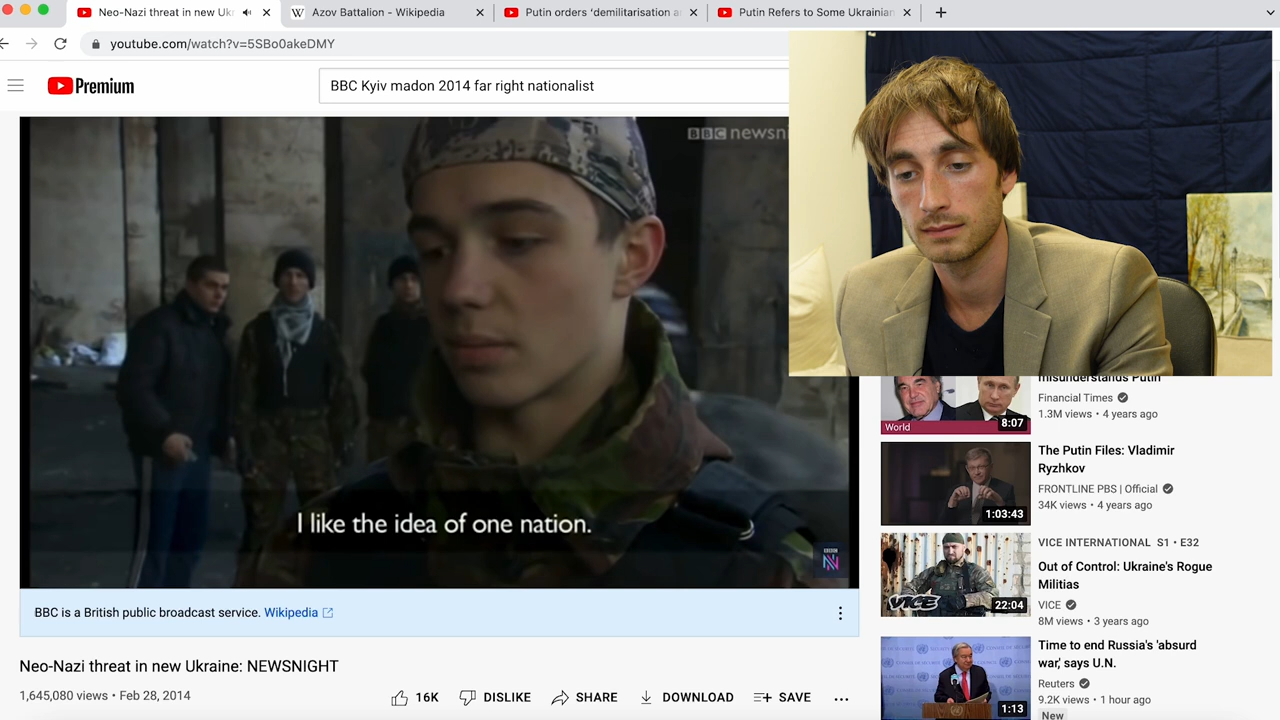 Neo-Nazi threat in new Ukr
Azov Battalion - Wikipe
Putin orders ‘demilitarisation a
Putin Refers to Some Ukrainian
youtube.com/watch?v=5SBo0akeDMY
Premium
BBC Kyiv madon 2014 far right nationalist
BBC newsni
I like the idea of one nation.
BBC is a British public broadcast service. Wikipedia
Neo-Nazi threat in new Ukraine: NEWSNIGHT
1,645,080 views • Feb 28, 2014
16K
DISLIKE
SHARE
DOWNLOAD
SAVE
misunderstands Putin
Financial Times
1.3M views • 4 years ago
World
8:07
The Putin Files: Vladimir
Ryzhkov
FRONTLINE PBS | Official
34K views • 4 years ago
1:03:43
VICE INTERNATIONAL S1 • E32
Out of Control: Ukraine's Rogue
Militias
VICE
8M views • 3 years ago
VICE
22:04
Time to end Russia's 'absurd
war,' says U.N.
Reuters
9.2K views • 1 hour ago
New
1:13